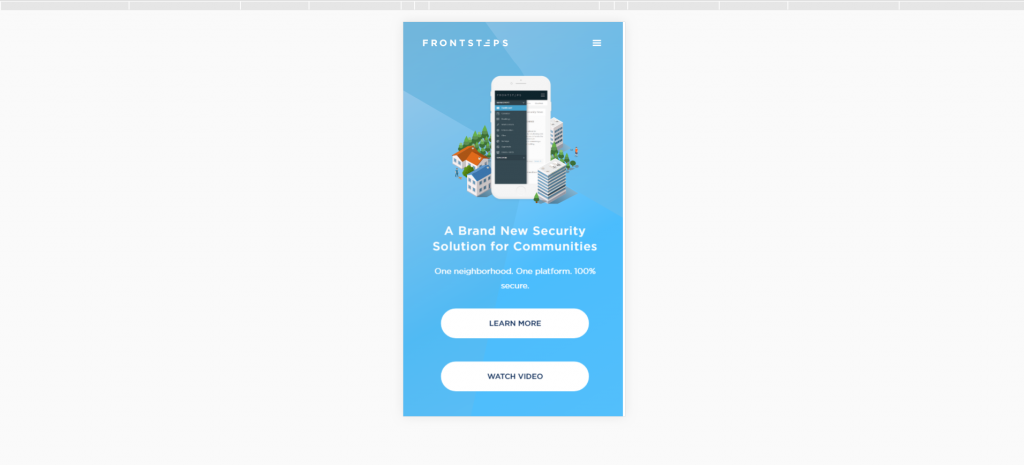 FRONTSTEPS
A Brand New Security
Solution for Communities
One neighborhood. One platform. 100%
secure.
LEARN MORE
WATCH VIDEO